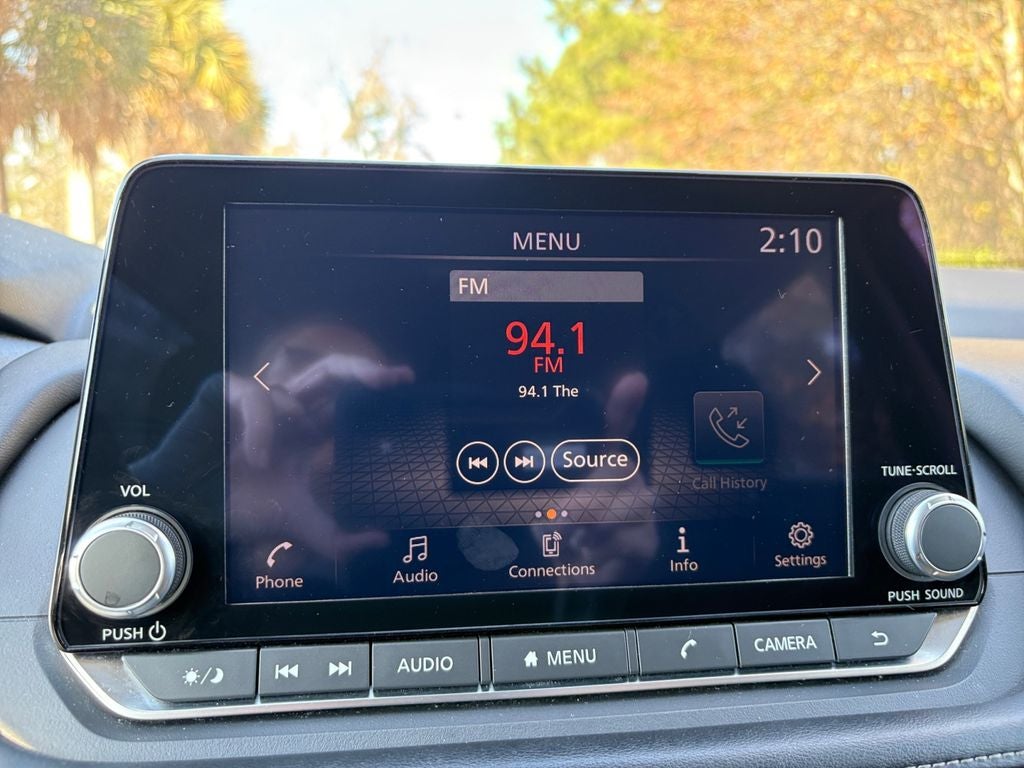 MENU
2:10
FM
94.1
FM
94.1 The
Source
Call History
Phone
Audio
Connections
Info
Settings
VOL
PUSH
TUNE·SCROLL
PUSH SOUND
AUDIO
MENU
CAMERA